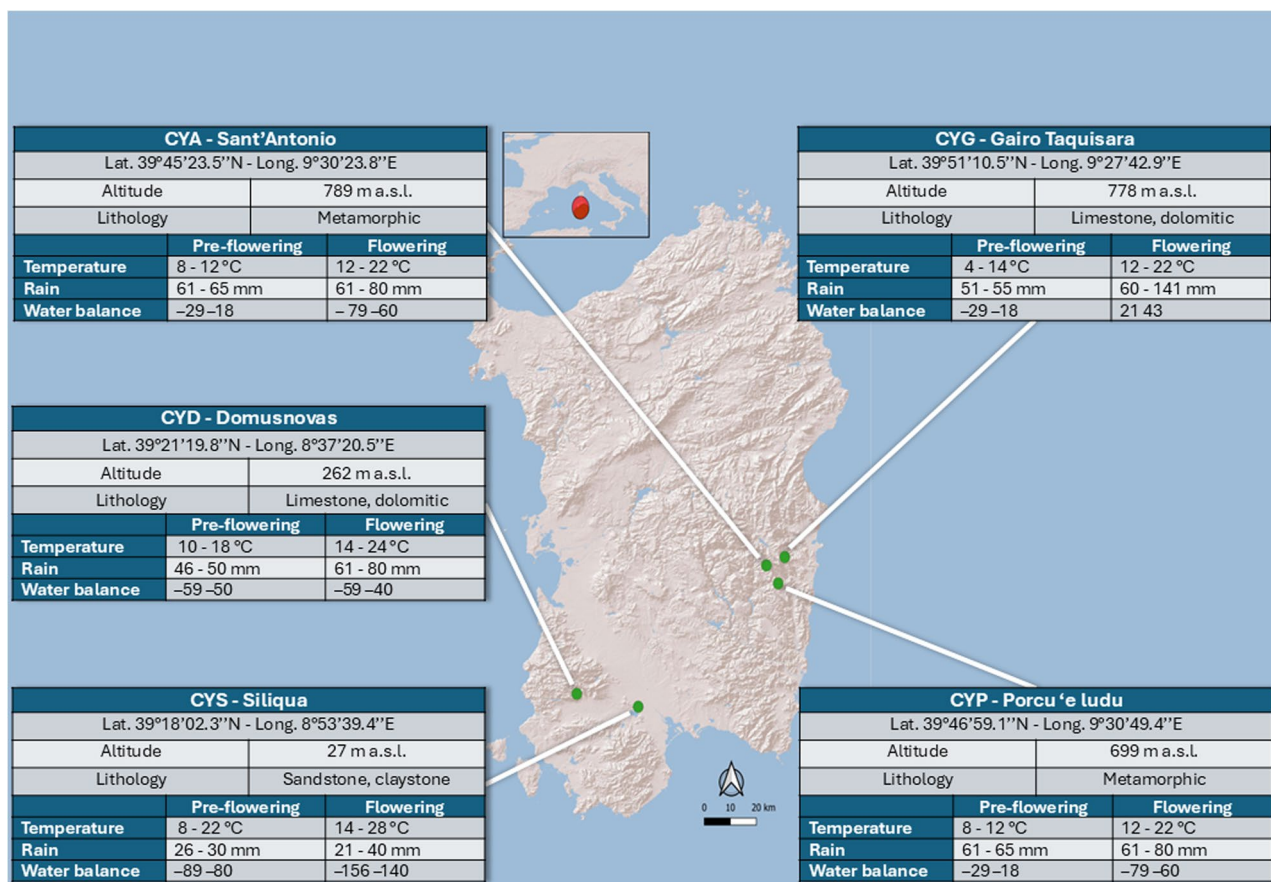 CYA - Sant’Antonio
Lat. 39°45’23.5’’N - Long. 9°30’23.8’’E
Altitude 789 m a.s.l.
Lithology Metamorphic
Pre-flowering Flowering
Temperature 8 - 12 °C 12 - 22 °C
Rain 61 - 65 mm 61 - 80 mm
Water balance –29 –18 – 79 –60
CYG - Gairo Taquisara
Lat. 39°51’10.5’’N - Long. 9°27’42.9’’E
Altitude 778 m a.s.l.
Lithology Limestone, dolomitic
Pre-flowering Flowering
Temperature 4 - 14 °C 12 - 22 °C
Rain 51 - 55 mm 60 - 141 mm
Water balance –29 –18 21 43
CYD - Domusnovas
Lat. 39°21’19.8’’N - Long. 8°37’20.5’’E
Altitude 262 m a.s.l.
Lithology Limestone, dolomitic
Pre-flowering Flowering
Temperature 10 - 18 °C 14 - 24 °C
Rain 46 - 50 mm 61 - 80 mm
Water balance –59 –50 –59 –40
CYS - Siliqua
Lat. 39°18’02.3’’N - Long. 8°53’39.4’’E
Altitude 27 m a.s.l.
Lithology Sandstone, claystone
Pre-flowering Flowering
Temperature 8 - 22 °C 14 - 28 °C
Rain 26 - 30 mm 21 - 40 mm
Water balance –89 –80 –156 –140
0 10 20 km
CYP - Porcu ‘e ludu
Lat. 39°46’59.1’’N - Long. 9°30’49.4’’E
Altitude 699 m a.s.l.
Lithology Metamorphic
Pre-flowering Flowering
Temperature 8 - 12 °C 12 - 22 °C
Rain 61 - 65 mm 61 - 80 mm
Water balance –29 –18 –79 –60